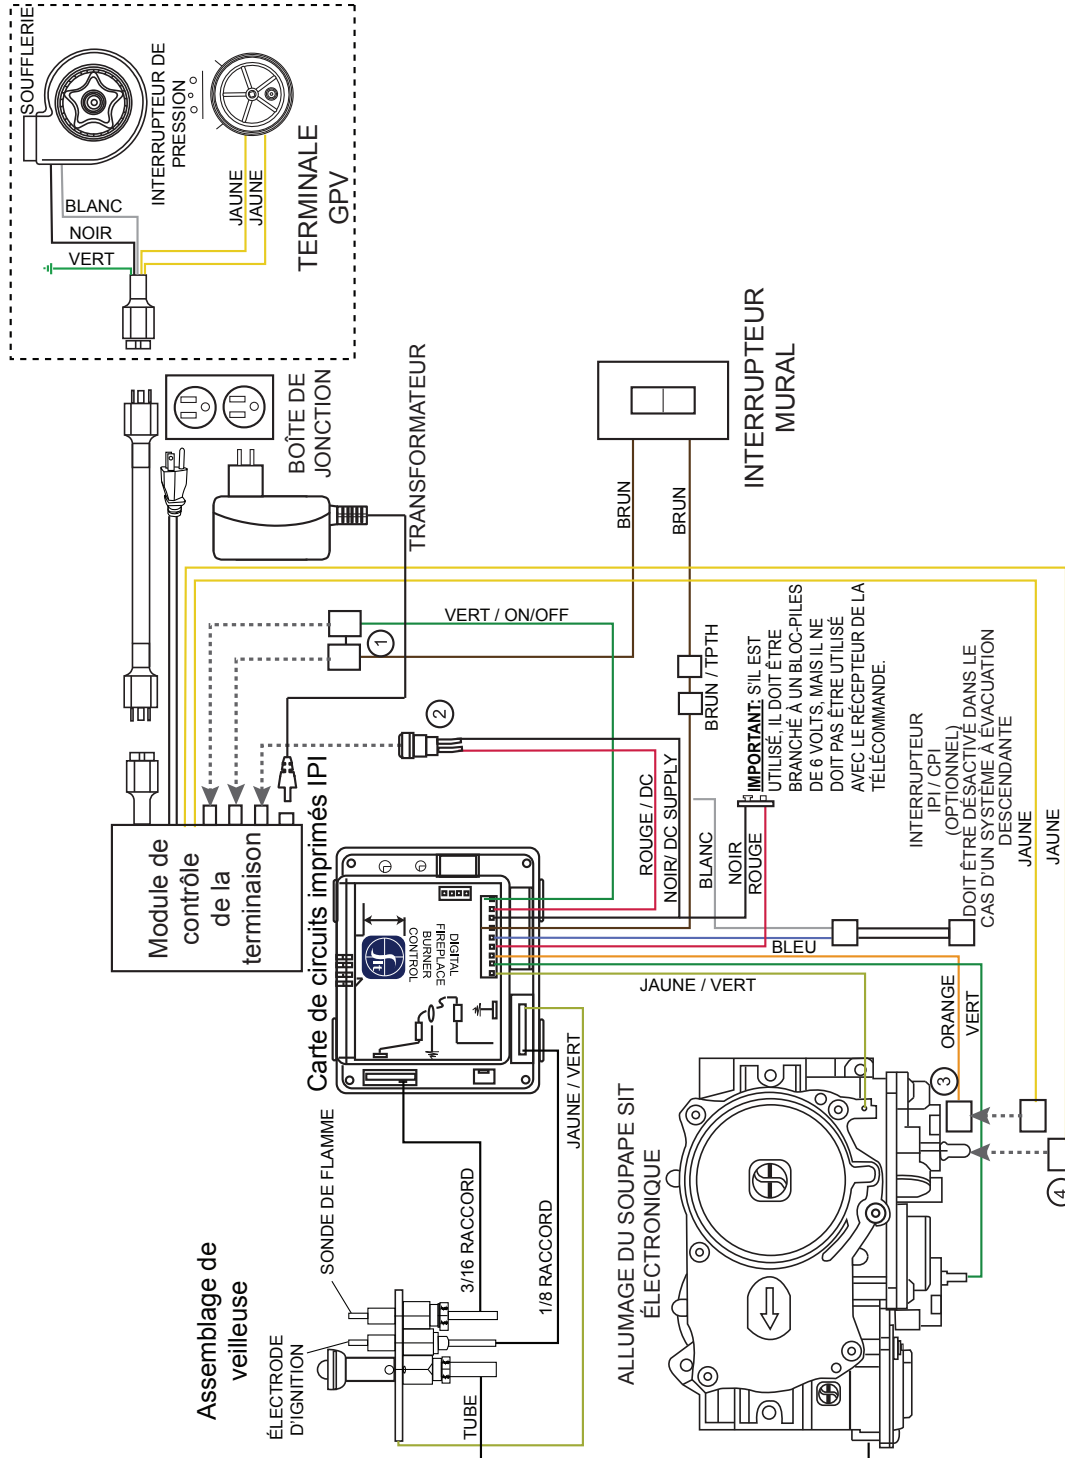 SOUFFLERIE
INTERRUPTEUR DE
PRESSION
BLANC
NOIR
VERT
JAUNE
JAUNE
TERMINALE
GPV
BOÎTE DE
JONCTION
TRANSFORMATEUR
INTERRUPTEUR
MURAL
BRUN
BRUN
Module de
contrôle
de la
terminaison
1
VERT / ON/OFF
2
BRUN / TPTH
Carte de circuits imprimés IPI
DIGITAL
FIREPLACE
BURNER
CONTROL
Sit
ROUGE / DC
NOIR/ DC SUPPLY
BLANC
NOIR
ROUGE
BLEU
IMPORTANT: S'IL EST
UTILISÉ, IL DOIT ÊTRE
BRANCHÉ À UN BLOC-PILES
DE 6 VOLTS, MAIS IL NE
DOIT PAS ÊTRE UTILISÉ
AVEC LE RÉCEPTEUR DE LA
TÉLÉCOMMANDE.
INTERRUPTEUR
IPI / CPI
(OPTIONNEL)
DOIT ÊTRE DÉSACTIVÉ DANS LE
CAS D'UN SYSTÈME À ÉVACUATION
DESCENDANTE
JAUNE
JAUNE
JAUNE / VERT
ORANGE
VERT
3
4
JAUNE / VERT
Assemblage de
veilleuse
SONDE DE FLAMME
ÉLECTRODE
D'IGNITION
3/16 RACCORD
1/8 RACCORD
TUBE
ALLUMAGE DU SOUPAPE SIT
ÉLECTRONIQUE